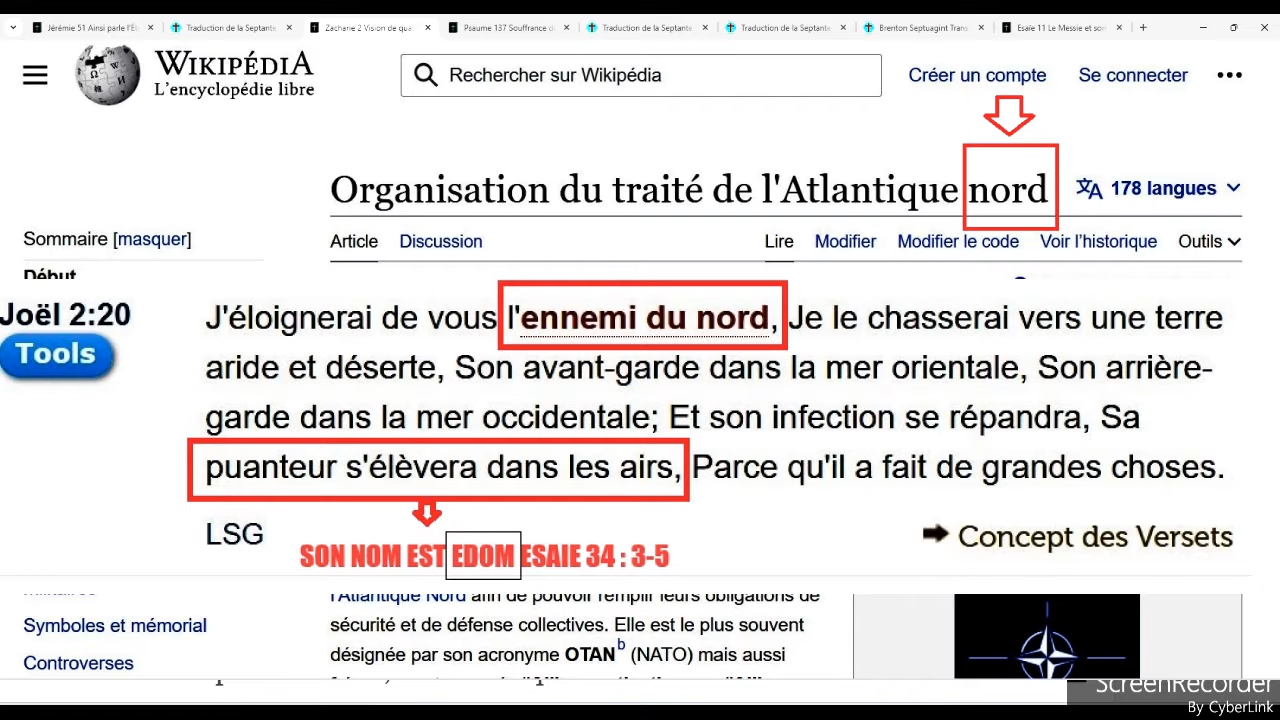 Jérémie 51 Ainsi parle l'Ét
Traduction de la Septante
Zacharie 2 Vision de qua
Psaume 137 Souffrance d
Traduction de la Septante
Traduction de la Septante
Brenton Septuagint Trans
Esaïe 11 Le Messie et son
WIKIPÉDIA
L'encyclopédie libre
Rechercher sur Wikipédia
Créer un compte
Se connecter
Organisation du traité de l'Atlantique nord
178 langues
Sommaire [masquer]
Article Discussion
Lire Modifier Modifier le code Voir l'historique Outils
Début
Joël 2:20
Tools
J'éloignerai de vous l'ennemi du nord, Je le chasserai vers une terre
aride et déserte, Son avant-garde dans la mer orientale, Son arrière-
garde dans la mer occidentale; Et son infection se répandra, Sa
puanteur s'élèvera dans les airs, Parce qu'il a fait de grandes choses.
LSG
Concept des Versets
SON NOM EST EDOM ESAIE 34 : 3-5
l'Atlantique Nord afin de pouvoir remplir leurs obligations de
Symboles et mémorial
sécurité et de défense collectives. Elle est le plus souvent
désignée par son acronyme OTAN b (NATO) mais aussi
Controverses
ScreenRecorder
By CyberLink